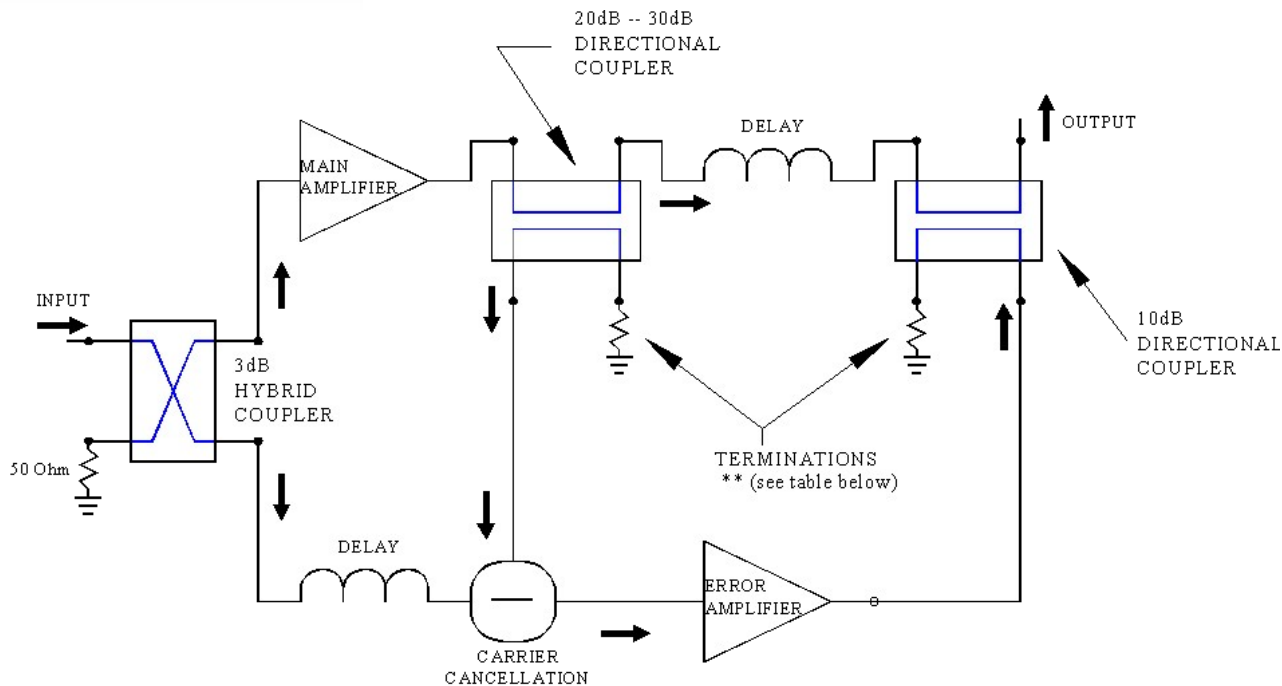 20dB -- 30dB
DIRECTIONAL
COUPLER
DELAY
OUTPUT
MAIN
AMPLIFIER
INPUT
3dB
HYBRID
COUPLER
50 Ohm
10dB
DIRECTIONAL
COUPLER
TERMINATIONS
** (see table below)
DELAY
ERROR
AMPLIFIER
CARRIER
CANCELLATION